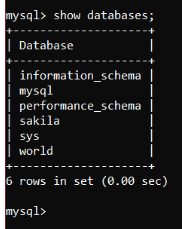 mysql> show databases;
+--------------------+
| Database           |
+--------------------+
| information_schema |
| mysql              |
| performance_schema |
| sakila             |
| sys                |
| world              |
+--------------------+
6 rows in set (0.00 sec)
mysql>